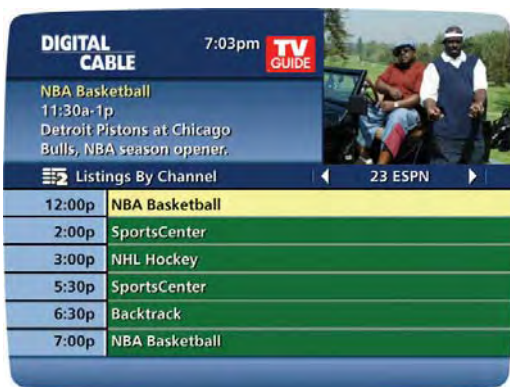 DIGITAL
CABLE
7:03pm
TV
GUIDE
NBA Basketball
11:30a-1p
Detroit Pistons at Chicago
Bulls, NBA season opener.
Listings By Channel
23 ESPN
12:00p NBA Basketball
2:00p SportsCenter
3:00p NHL Hockey
5:30p SportsCenter
6:30p Backtrack
7:00p NBA Basketball